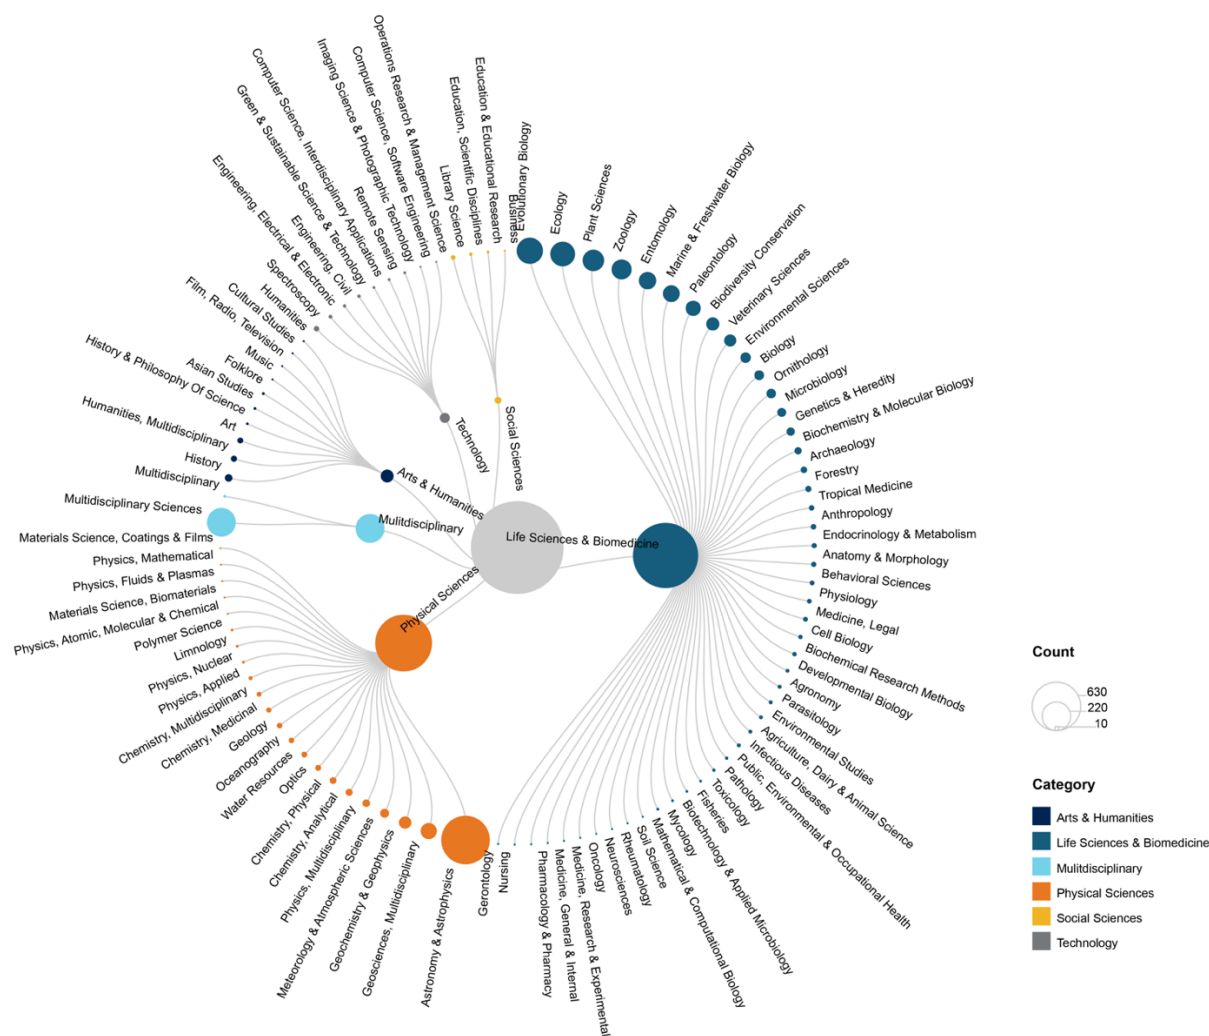 Evolutionary Biology
Ecology
Plant Sciences
Zoology
Entomology
Marine & Freshwater Biology
Paleontology
Biodiversity Conservation
Veterinary Sciences
Environmental Sciences
Biology
Ornithology
Microbiology
Genetics & Heredity
Biochemistry & Molecular Biology
Archaeology
Forestry
Tropical Medicine
Anthropology
Endocrinology & Metabolism
Anatomy & Morphology
Behavioral Sciences
Physiology
Medicine, Legal
Cell Biology
Biochemical Research Methods
Developmental Biology
Agronomy
Parasitology
Environmental Studies
Agriculture, Dairy & Animal Science
Infectious Diseases
Public, Environmental & Occupational Health
Pathology
Toxicology
Fisheries
Biotechnology & Applied Microbiology
Mycology
Mathematical & Computational Biology
Soil Science
Rheumatology
Neurosciences
Oncology
Medicine, Research & Experimental
Medicine, General & Internal
Pharmacology & Pharmacy
Nursing
Gerontology
Astronomy & Astrophysics
Geosciences, Multidisciplinary
Geochemistry & Geophysics
Meteorology & Atmospheric Sciences
Physics, Multidisciplinary
Chemistry, Analytical
Chemistry, Physical
Optics
Water Resources
Oceanography
Geology
Chemistry, Medicinal
Chemistry, Multidisciplinary
Physics, Applied
Physics, Nuclear
Limnology
Polymer Science
Physics, Atomic, Molecular & Chemical
Materials Science, Biomaterials
Physics, Fluids & Plasmas
Physics, Mathematical
Materials Science, Coatings & Films
Multidisciplinary Sciences
Multidisciplinary
History
Humanities, Multidisciplinary
Art
History & Philosophy Of Science
Asian Studies
Folklore
Music
Film, Radio, Television
Cultural Studies
Humanities
Spectroscopy
Engineering, Electrical & Electronic
Engineering, Civil
Green & Sustainable Science & Technology
Computer Science, Interdisciplinary Applications
Remote Sensing
Imaging Science & Photographic Technology
Computer Science, Software Engineering
Operations Research & Management Science
Library Science
Education, Scientific Disciplines
Education & Educational Research
Business
Social Sciences
Technology
Arts & Humanities
Mulitdisciplinary
Life Sciences & Biomedicine
Physical Sciences
Count
630
220
10
Category
Arts & Humanities
Life Sciences & Biomedicine
Mulitdisciplinary
Physical Sciences
Social Sciences
Technology